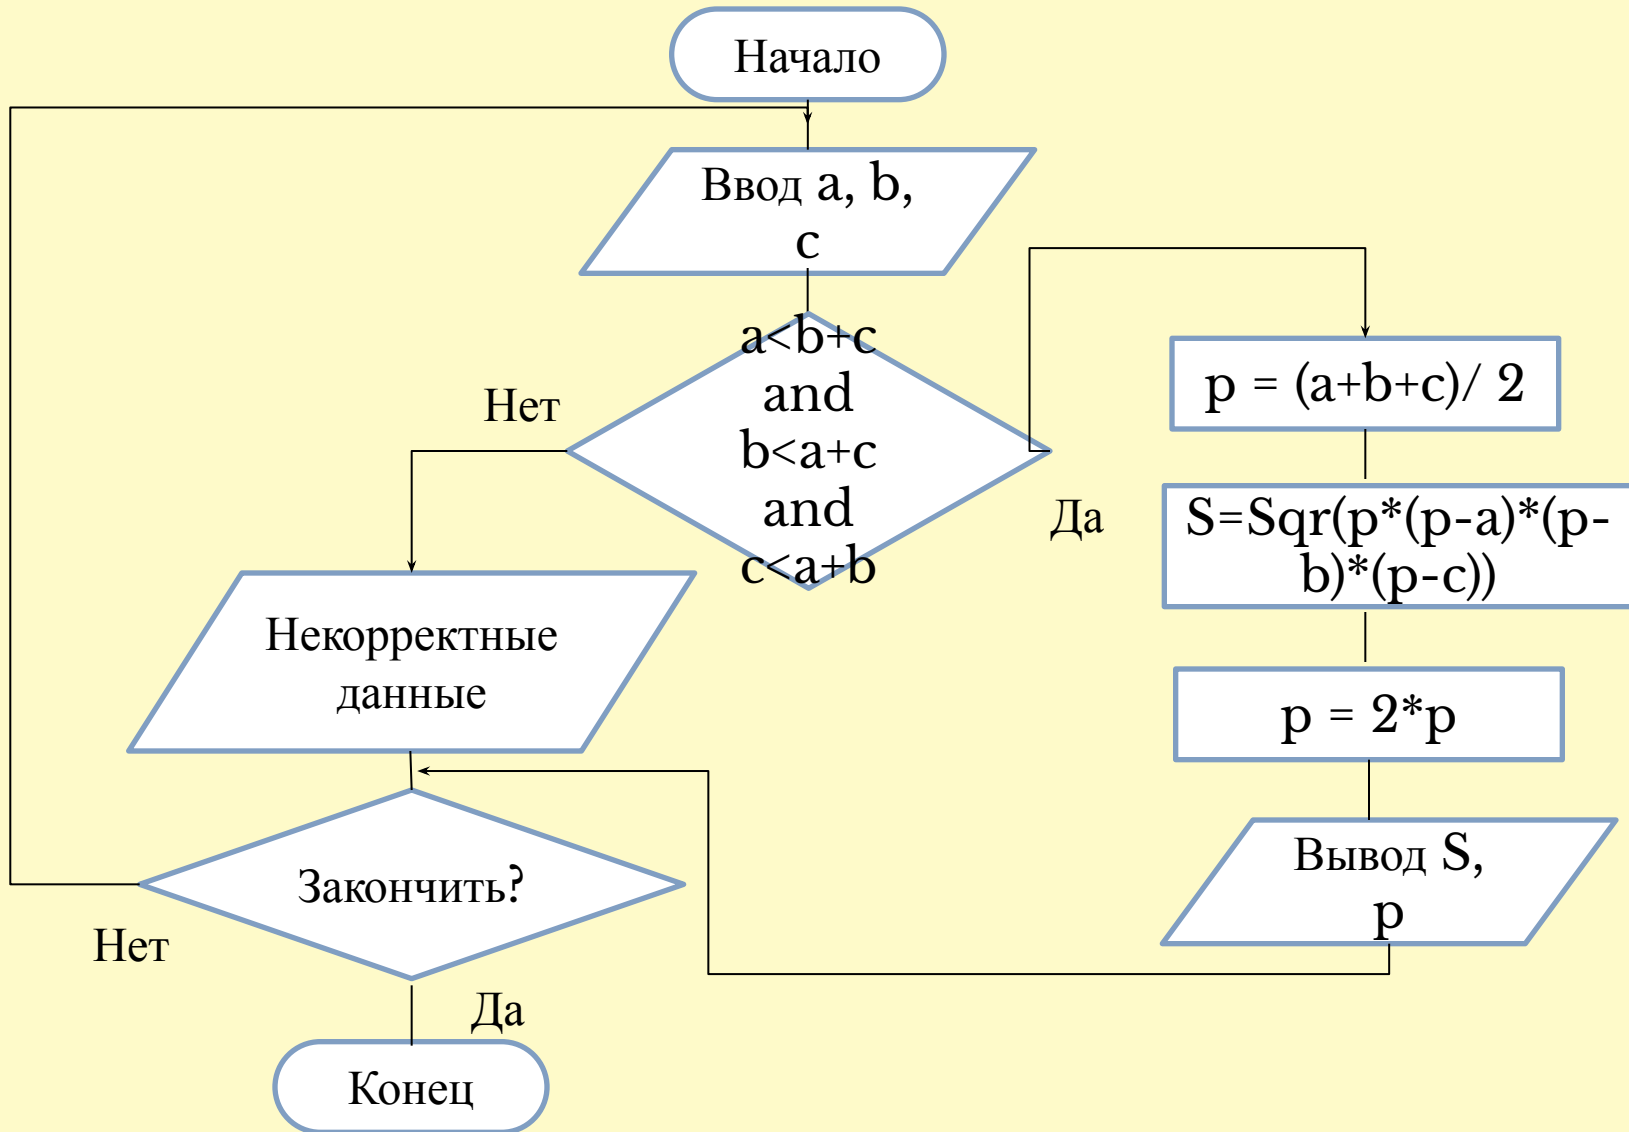 Начало
Ввод a, b,
c
a<b+c
and
b<a+c
and
c<a+b
Нет
Да
p = (a+b+c)/ 2
S=Sqr(p*(p-a)*(p-
b)*(p-c))
p = 2*p
Вывод S,
p
Некорректные
данные
Закончить?
Нет
Да
Конец